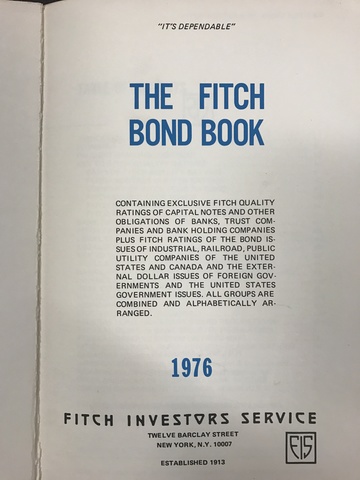 "IT'S DEPENDABLE"
THE FITCH
BOND BOOK
CONTAINING EXCLUSIVE FITCH QUALITY
RATINGS OF CAPITAL NOTES AND OTHER
OBLIGATIONS OF BANKS, TRUST COM-
PANIES AND BANK HOLDING COMPANIES
PLUS FITCH RATINGS OF THE BOND IS-
SUES OF INDUSTRIAL, RAILROAD, PUBLIC
UTILITY COMPANIES OF THE UNITED
STATES AND CANADA AND THE EXTER-
NAL DOLLAR ISSUES OF FOREIGN GOV-
ERNMENTS AND THE UNITED STATES
GOVERNMENT ISSUES. ALL GROUPS ARE
COMBINED AND ALPHABETICALLY AR-
RANGED.
1976
FITCH INVESTORS SERVICE
TWELVE BARCLAY STREET
NEW YORK, N.Y. 10007
FIS
ESTABLISHED 1913